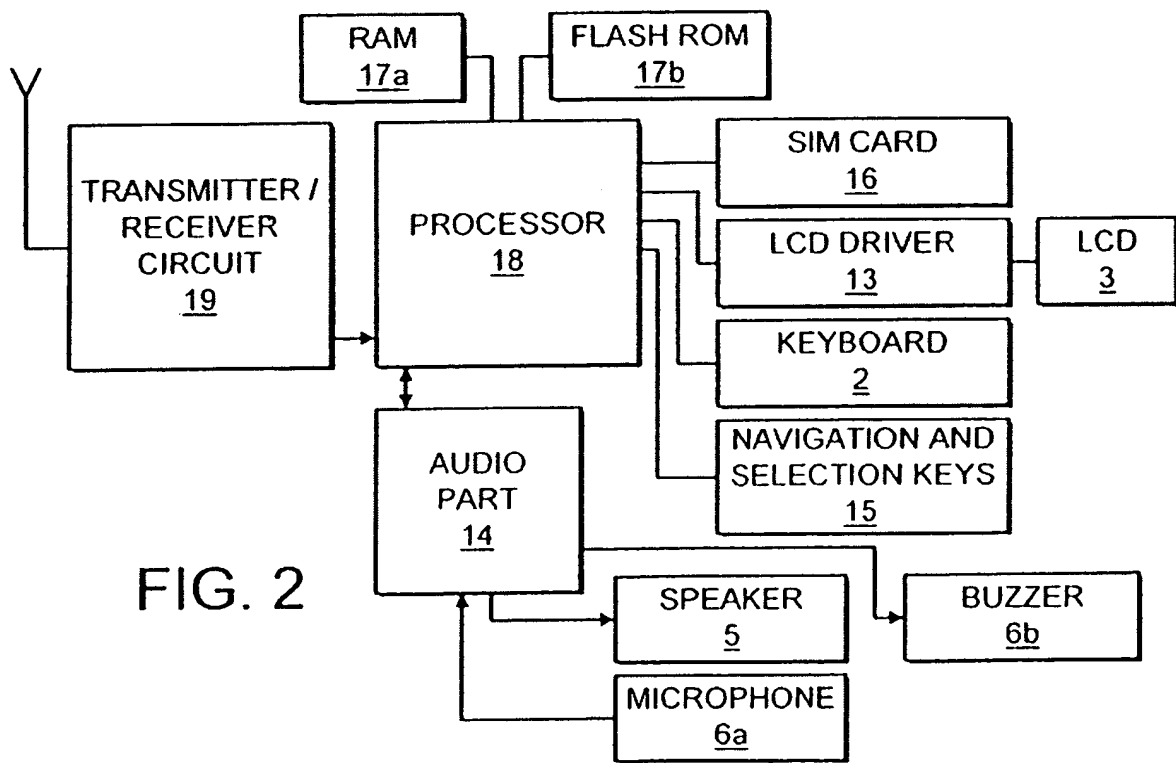 RAM
17a
FLASH ROM
17b
TRANSMITTER /
RECEIVER
CIRCUIT
19
PROCESSOR
18
SIM CARD
16
LCD DRIVER
13
LCD
3
KEYBOARD
2
NAVIGATION AND
SELECTION KEYS
15
AUDIO
PART
14
FIG. 2
SPEAKER
5
BUZZER
6b
MICROPHONE
6a